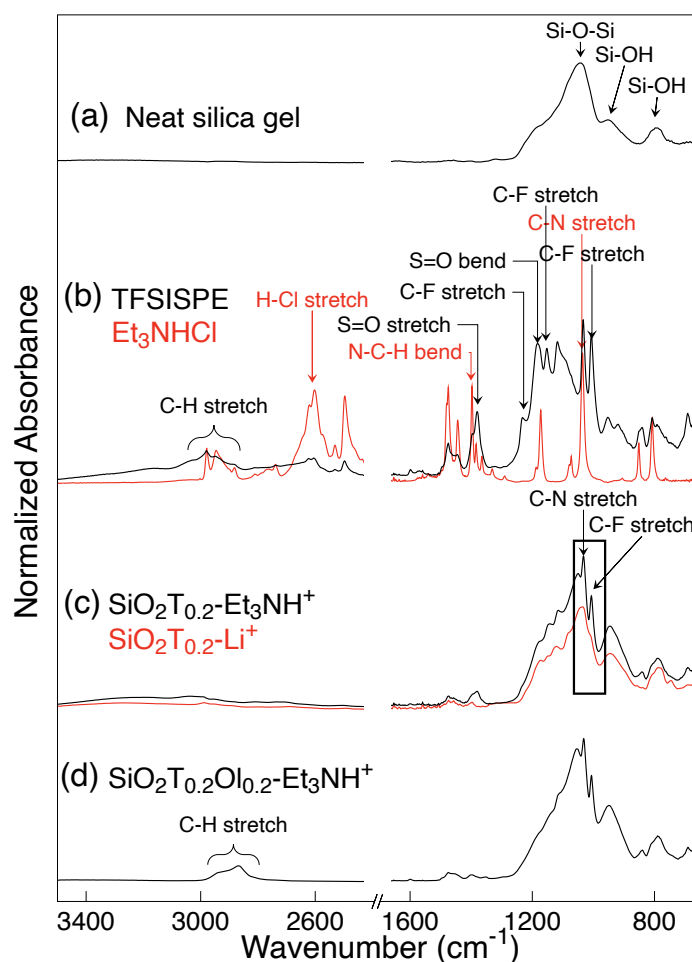 Si-O-Si
Si-OH
Si-OH
(a) Neat silica gel
C-F stretch
C-N stretch
S=O bend
C-F stretch
(b) TFSISPE
H-Cl stretch
C-F stretch
Et₃NHCl
S=O stretch
N-C-H bend
C-H stretch
C-N stretch
C-F stretch
(c) SiO₂T₀.₂-Et₃NH⁺
SiO₂T₀.₂-Li⁺
(d) SiO₂T₀.₂Ol₀.₂-Et₃NH⁺
C-H stretch
Normalized Absorbance
3400 3000 2600 // 1600 1200 800
Wavenumber (cm⁻¹)